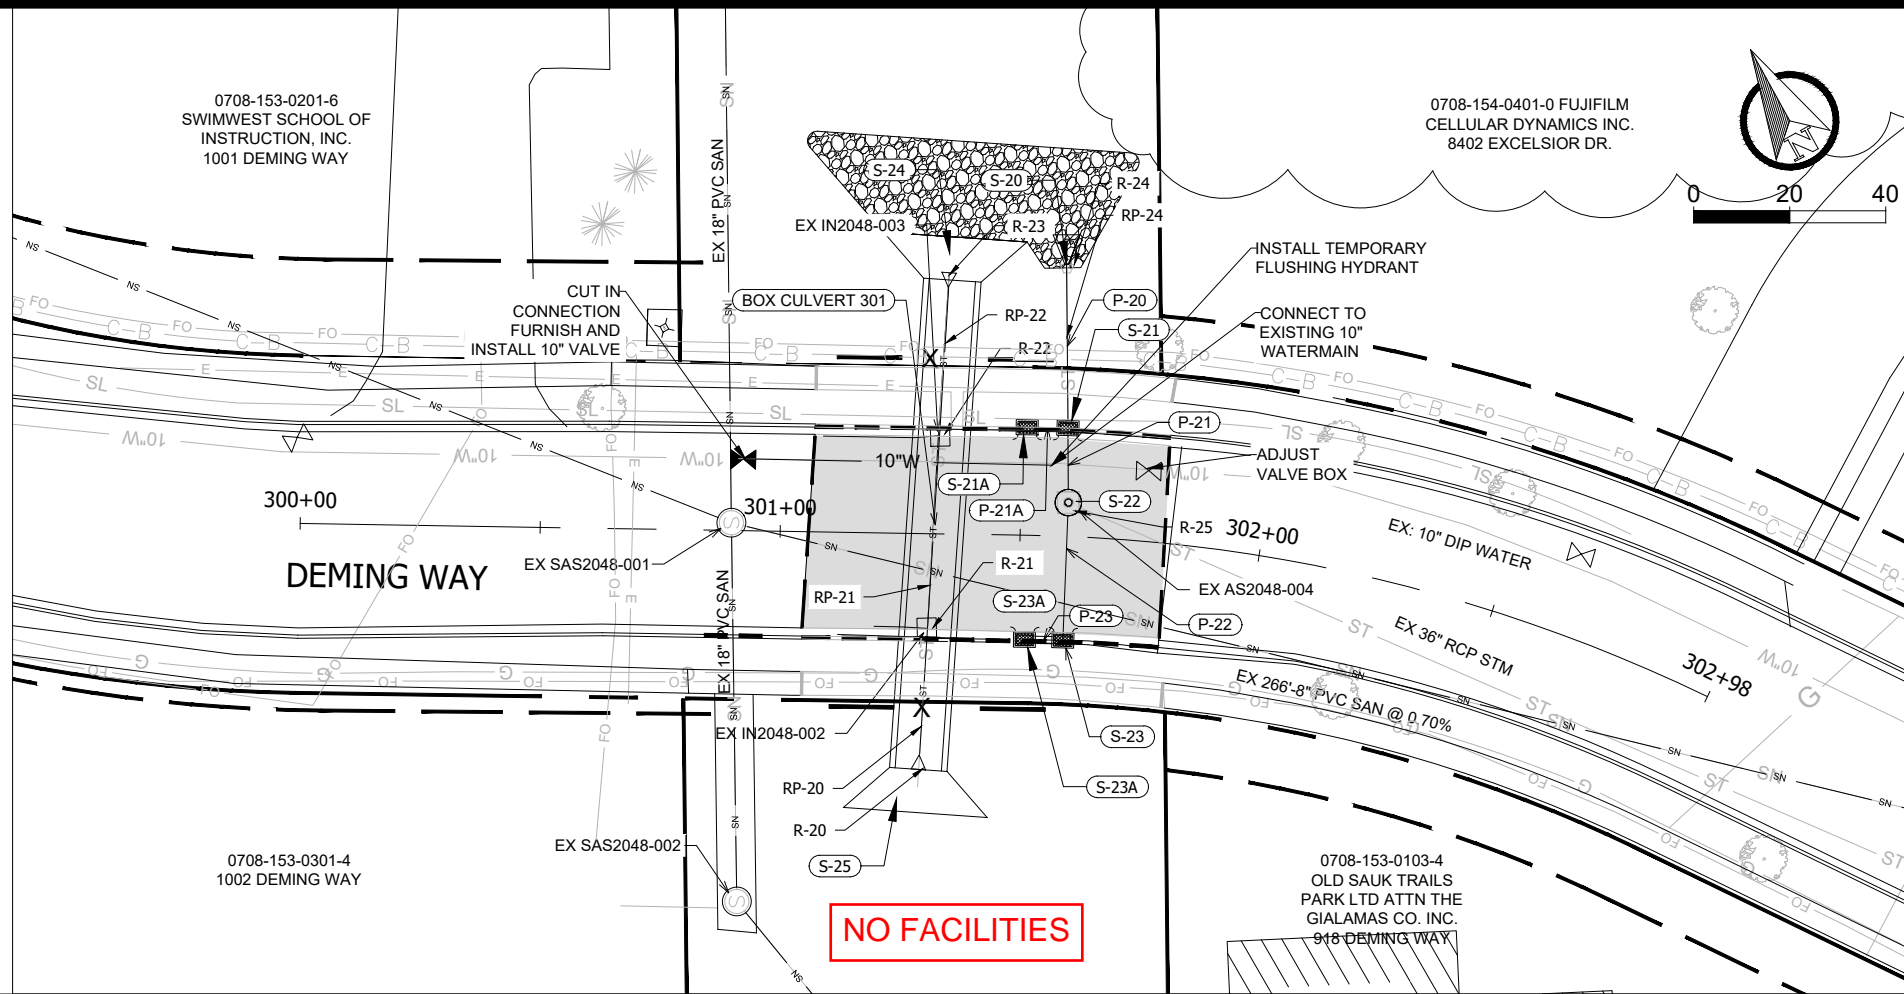 0708-153-0201-6
SWIMWEST SCHOOL OF
INSTRUCTION, INC.
1001 DEMING WAY
0708-154-0401-0 FUJIFILM
CELLULAR DYNAMICS INC.
8402 EXCELSIOR DR.
N
0 20 40
EX 18" PVC SAN
S-24
S-20
R-24
RP-24
EX IN2048-003
R-23
INSTALL TEMPORARY
FLUSHING HYDRANT
CUT IN
CONNECTION
FURNISH AND
INSTALL 10" VALVE
BOX CULVERT 301
RP-22
R-22
P-20
S-21
CONNECT TO
EXISTING 10"
WATERMAIN
P-21
ADJUST
VALVE BOX
10"W
S-21A
P-21A
S-22
R-25
300+00
301+00
302+00
302+98
DEMING WAY
EX SAS2048-001
EX 18" PVC SAN
RP-21
R-21
S-23A
P-23
EX AS2048-004
P-22
EX: 10" DIP WATER
EX 36" RCP STM
EX 266'-8" PVC SAN @ 0.70%
EX IN2048-002
S-23
S-23A
RP-20
R-20
S-25
EX SAS2048-002
0708-153-0301-4
1002 DEMING WAY
NO FACILITIES
0708-153-0103-4
OLD SAUK TRAILS
PARK LTD ATTN THE
GIALAMAS CO. INC.
918 DEMING WAY
FO
C-B
E
SL
10"W
SN
ST
G
X
X
S
S